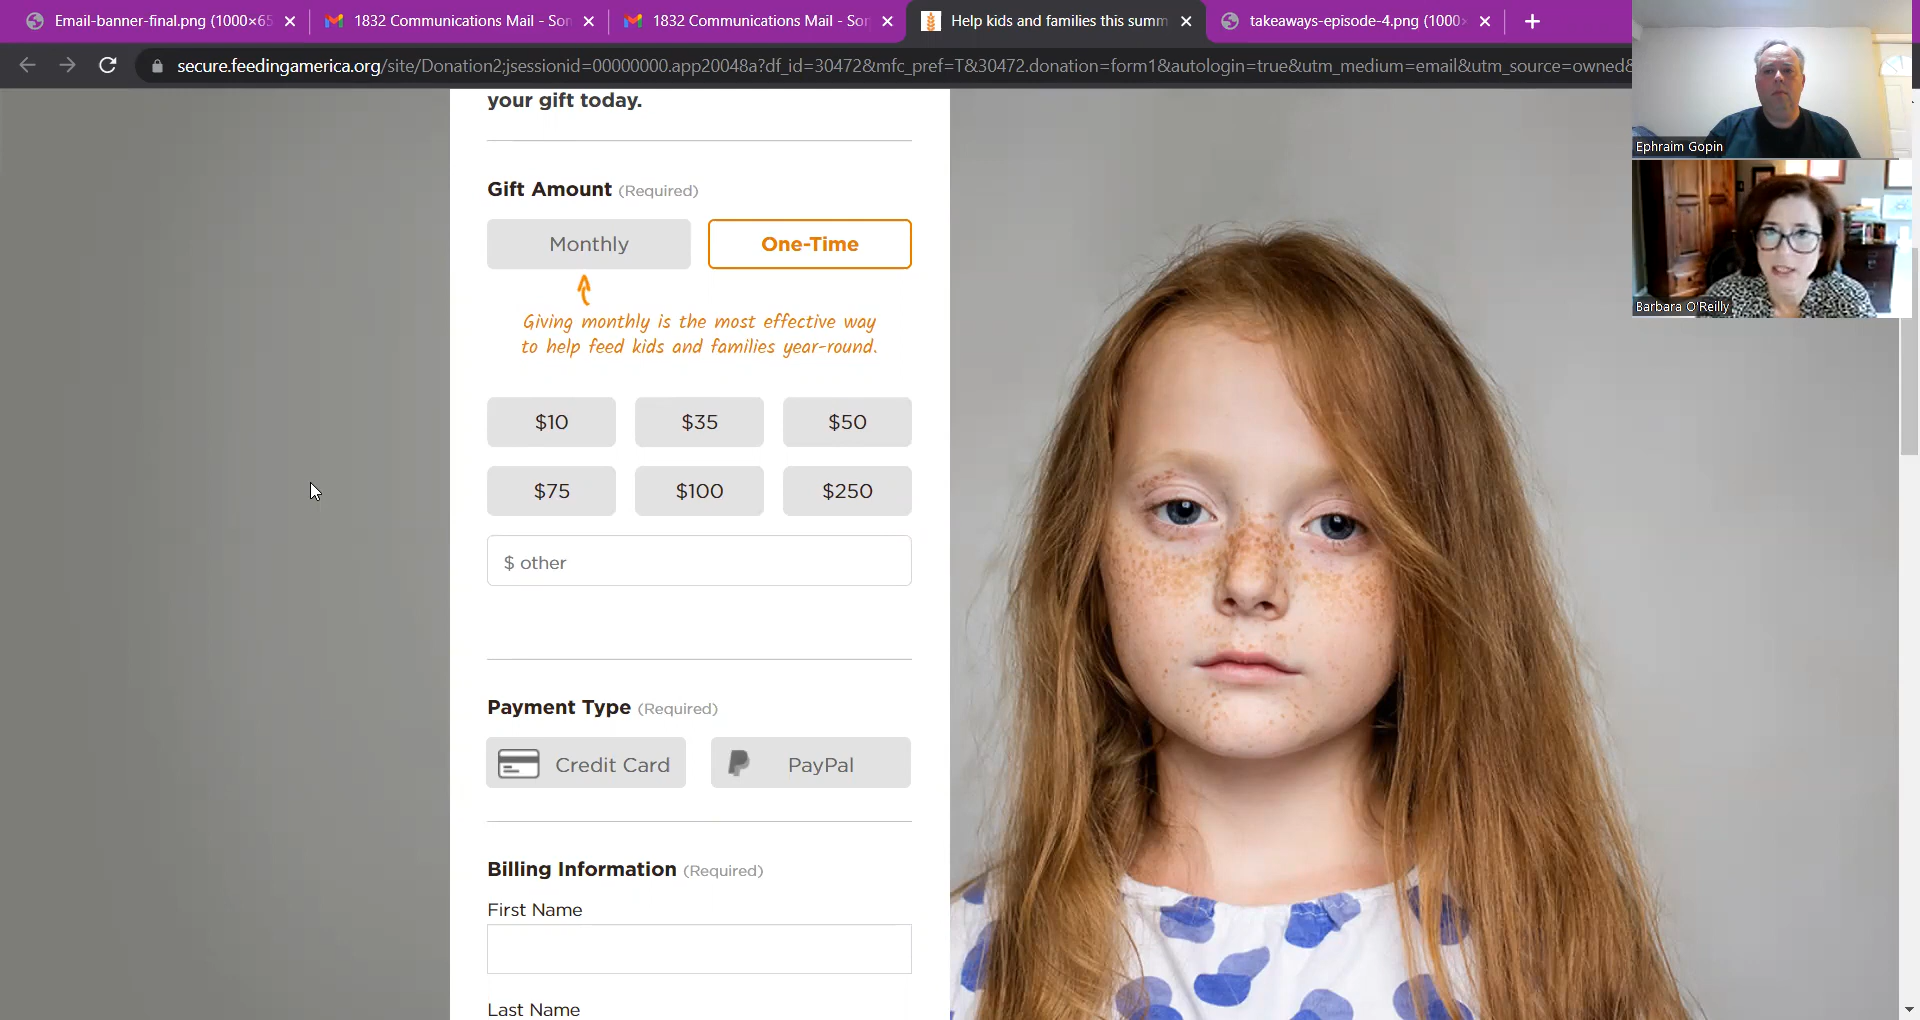 Email-banner-final.png (1000×65
1832 Communications Mail - Son
1832 Communications Mail - Son
Help kids and families this summ
takeaways-episode-4.png (1000×
secure.feedingamerica.org/site/Donation2;jsessionid=00000000.app20048a?df_id=30472&mfc_pref=T&30472.donation=form1&autologin=true&utm_medium=email&utm_source=owned&
Ephraim Gopin
Barbara O'Reilly
your gift today.
Gift Amount (Required)
Monthly
One-Time
Giving monthly is the most effective way
to help feed kids and families year-round.
$10
$35
$50
$75
$100
$250
$ other
Payment Type (Required)
Credit Card
PayPal
Billing Information (Required)
First Name
Last Name